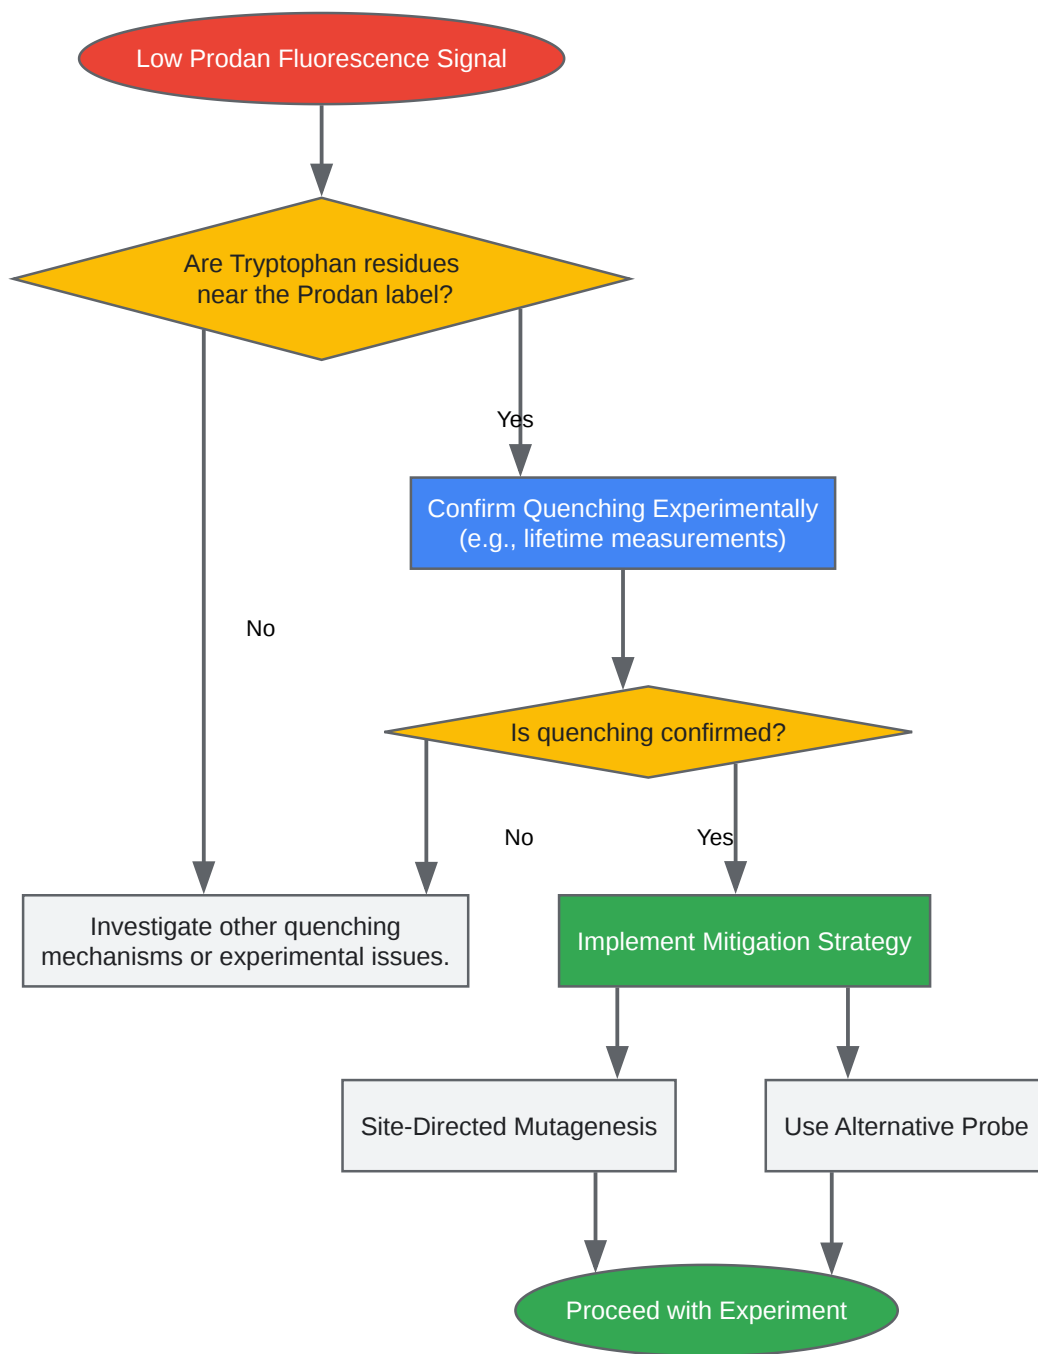 Low Prodan Fluorescence Signal
Are Tryptophan residues
near the Prodan label?
Yes
Confirm Quenching Experimentally
(e.g., lifetime measurements)
No
Is quenching confirmed?
No
Yes
Investigate other quenching
mechanisms or experimental issues.
Implement Mitigation Strategy
Site-Directed Mutagenesis
Use Alternative Probe
Proceed with Experiment